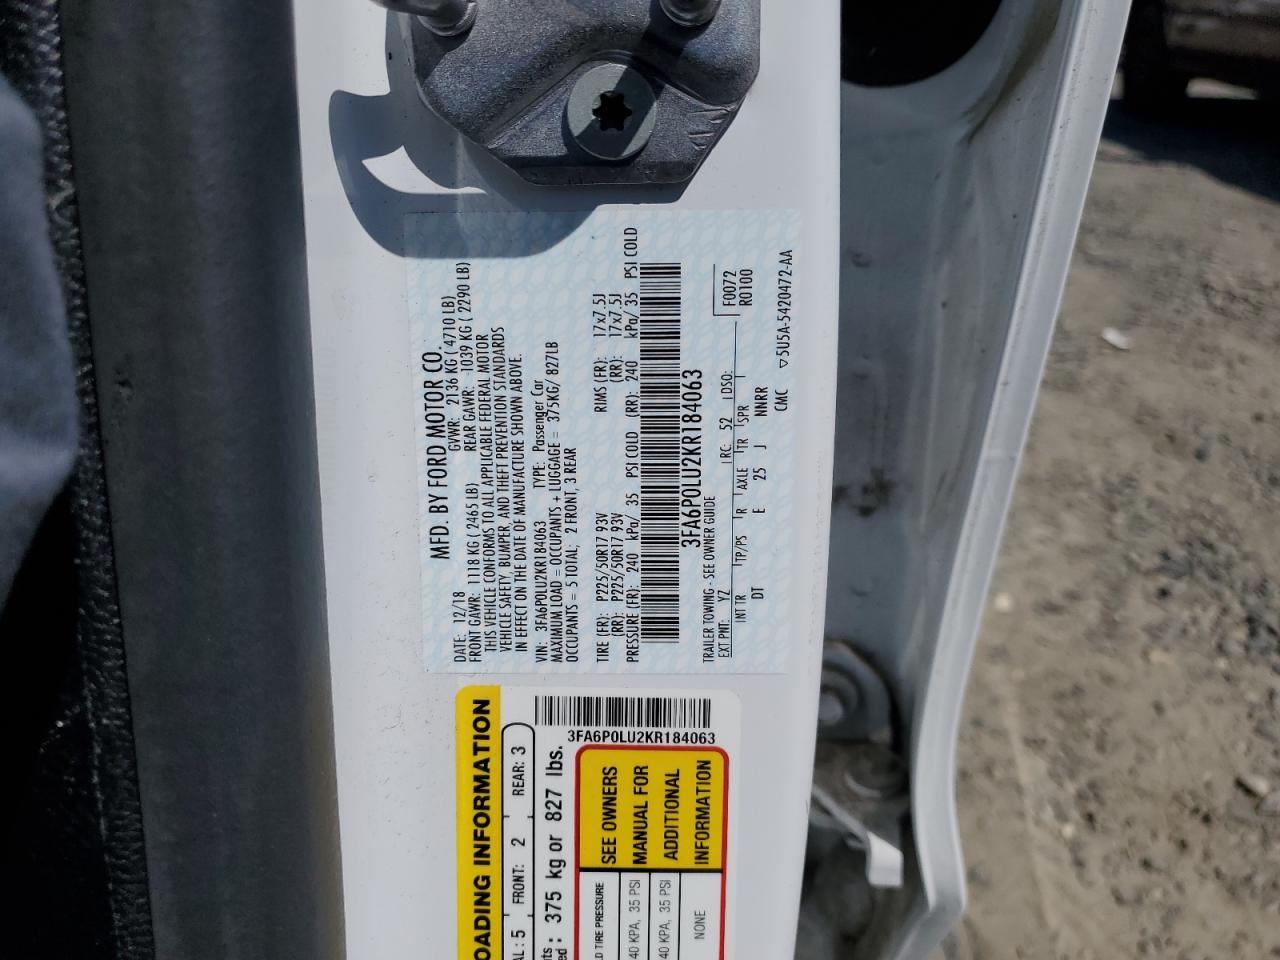 MFD. BY FORD MOTOR CO.
DATE: 12/18 GVWR: 2136 KG ( 4710 LB)
FRONT GAWR: 1118 KG ( 2465 LB) REAR GAWR: 1039 KG ( 2290 LB)
THIS VEHICLE CONFORMS TO ALL APPLICABLE FEDERAL MOTOR
VEHICLE SAFETY, BUMPER, AND THEFT PREVENTION STANDARDS
IN EFFECT ON THE DATE OF MANUFACTURE SHOWN ABOVE.
VIN: 3FA6P0LU2KR184063 TYPE: Passenger Car
MAXIMUM LOAD = OCCUPANTS + LUGGAGE = 375KG/ 827LB
OCCUPANTS = 5 TOTAL; 2 FRONT, 3 REAR
TIRE (FR): P225/50R17 93V RIMS (FR): 17x7.5J
(RR): P225/50R17 93V (RR): 17x7.5J
PRESSURE (FR): 240 kPa/ 35 PSI COLD (RR): 240 kPa/ 35 PSI COLD
3FA6P0LU2KR184063
TRAILER TOWING - SEE OWNER GUIDE F0072
EXT PNT: YZ RC: 52 DSO: R0100
INT TR TP/PS R AXLE TR SPR
DT E 25 J NNRR
CMC ▽5U5A-5420472-AA
3FA6P0LU2KR184063
OADING INFORMATION
AL: 5 FRONT: 2 REAR: 3
375 kg or 827 lbs.
SEE OWNERS
MANUAL FOR
ADDITIONAL
INFORMATION
D TIRE PRESSURE
40 KPA, 35 PSI
40 KPA, 35 PSI
NONE